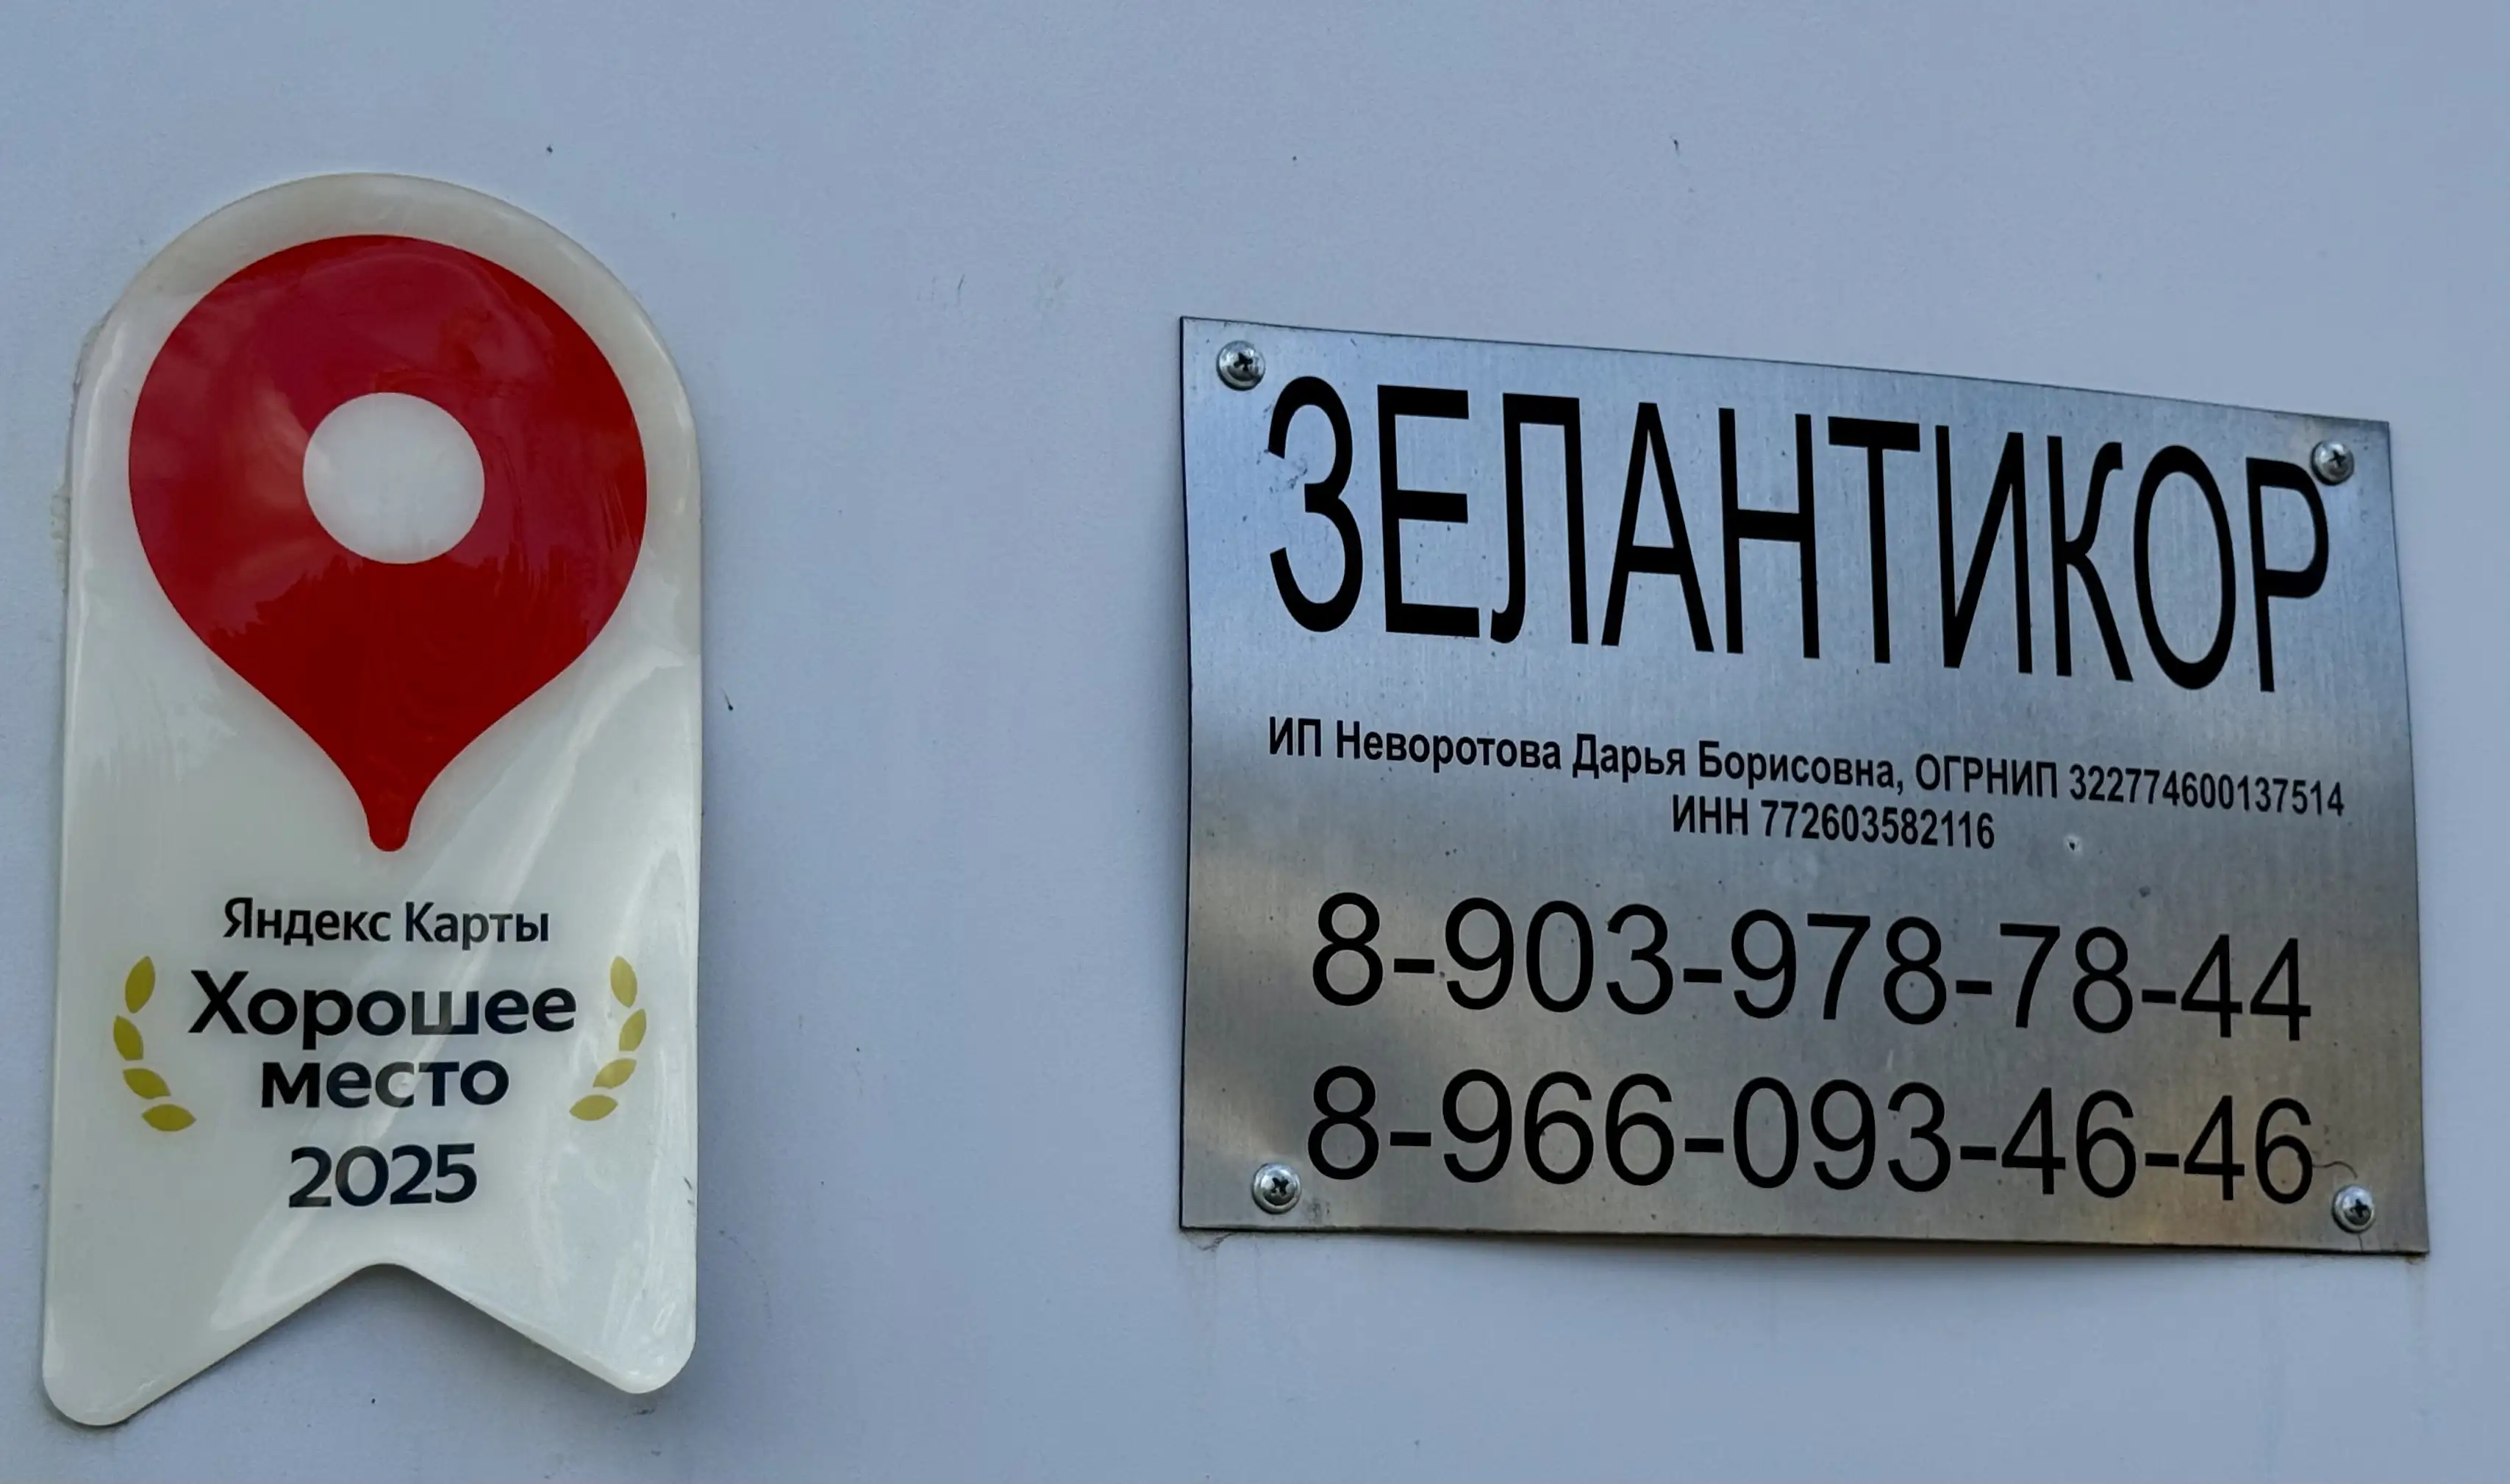 Яндекс Карты
Хорошее
место
2025
ЗЕЛАНТИКОР
ИП Неворотова Дарья Борисовна, ОГРНИП 322774600137514
ИНН 772603582116
8-903-978-78-44
8-966-093-46-46